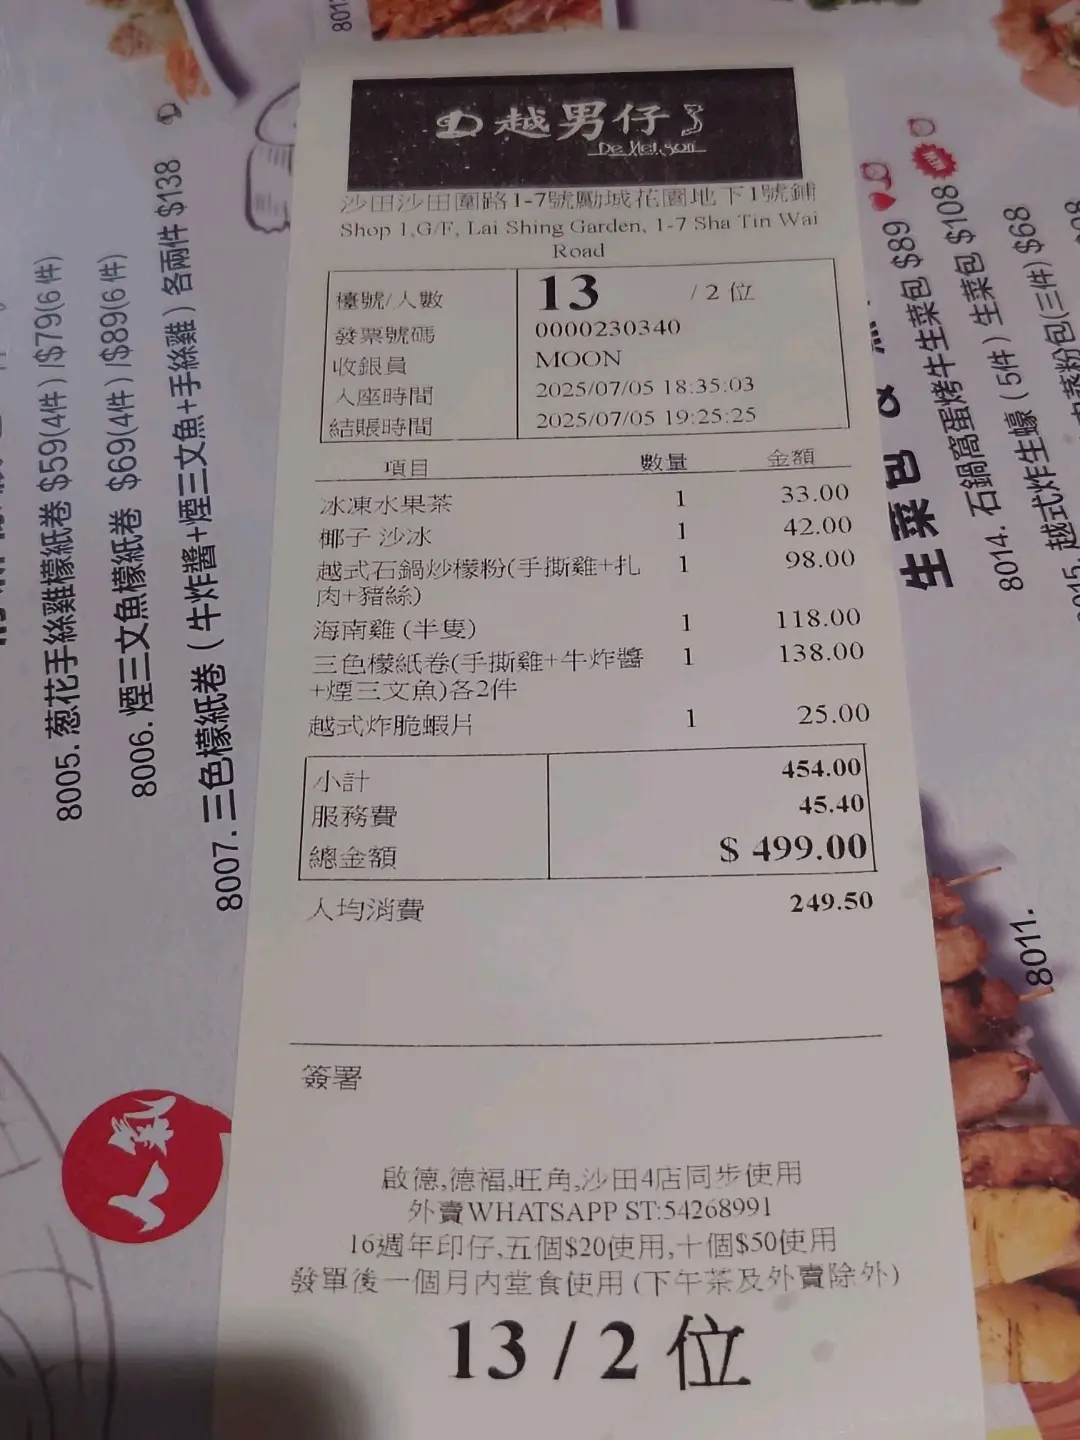 越男仔
De Nei.son
沙田沙田圍路1-7號勵城花園地下1號鋪
Shop 1,G/F, Lai Shing Garden, 1-7 Sha Tin Wai
Road
檯號/人數 13 /2 位
發票號碼 0000230340
收銀員 MOON
入座時間 2025/07/05 18:35:03
結賬時間 2025/07/05 19:25:25
項目 數量 金額
冰凍水果茶 1 33.00
椰子 沙冰 1 42.00
越式石鍋炒檬粉(手撕雞+扎 1 98.00
肉+豬絲)
海南雞 (半隻) 1 118.00
三色檬紙卷(手撕雞+牛炸醬 1 138.00
+煙三文魚)各2件
越式炸脆蝦片 1 25.00
小計 454.00
服務費 45.40
總金額 $ 499.00
人均消費 249.50
簽署
啟德,德福,旺角,沙田4店同步使用
外賣WHATSAPP ST:54268991
16週年印仔,五個$20使用,十個$50使用
發單後一個月內堂食使用 (下午茶及外賣除外)
13 / 2 位
8005. 葱花手絲雞檬紙卷 $59(4件) /$79(6件)
8006. 煙三文魚檬紙卷 $69(4件) /$89(6件)
8007. 三色檬紙卷 ( 牛炸醬+煙三文魚+手絲雞 ) 各兩件 $138
人氣
生菜包 &
烤牛生菜包 $89
石鍋窩蛋烤牛生菜包 $108
8014. 越式炸生蠔 ( 5件 ) $68
8011.